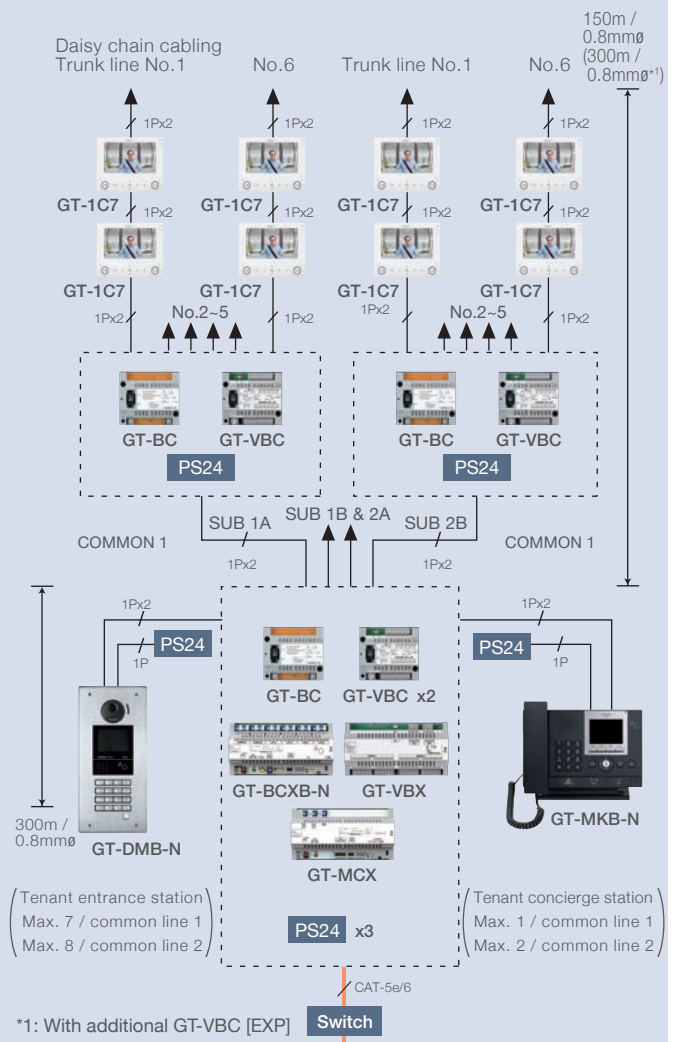 150m /
0.8mmø
(300m /
0.8mmø*1)
Daisy chain cabling
Trunk line No.1 No.6 Trunk line No.1 No.6
1Px2 1Px2 1Px2 1Px2
GT-1C7 GT-1C7 GT-1C7 GT-1C7
1Px2 1Px2 1Px2 1Px2
GT-1C7 GT-1C7 GT-1C7 GT-1C7
1Px2 No.2~5 1Px2 1Px2 No.2~5 1Px2
GT-BC GT-VBC GT-BC GT-VBC
PS24 PS24
SUB 1A SUB 1B & 2A SUB 2B
COMMON 1 COMMON 1
1Px2 1Px2
1Px2 1Px2
PS24 PS24
1P 1P
GT-BC GT-VBC x2
GT-BCXB-N GT-VBX
GT-MKB-N
300m /
0.8mmø
GT-DMB-N
GT-MCX
(Tenant entrance station
Max. 7 / common line 1
Max. 8 / common line 2)
(Tenant concierge station
Max. 1 / common line 1
Max. 2 / common line 2)
PS24 x3
CAT-5e/6
*1: With additional GT-VBC [EXP] Switch